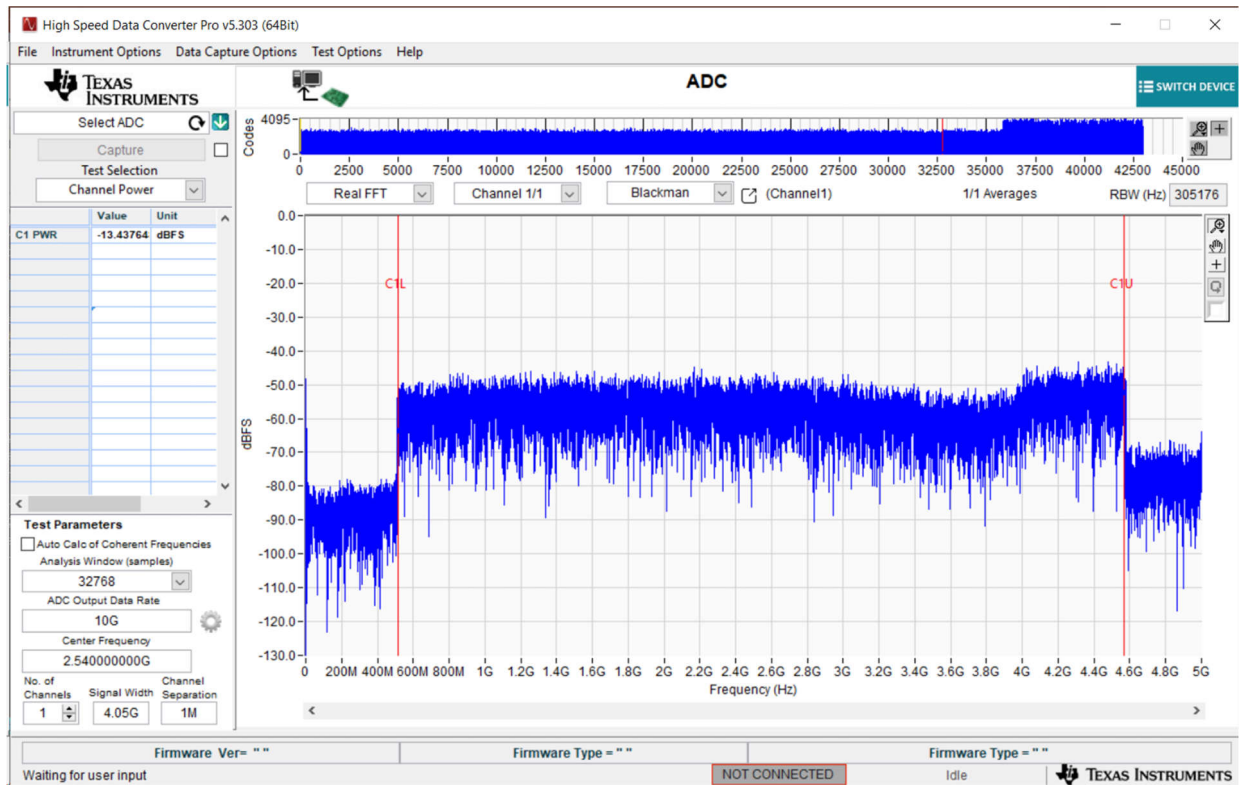 High Speed Data Converter Pro v5.303 (64Bit)
File Instrument Options Data Capture Options Test Options Help
TEXAS INSTRUMENTS
ADC
SWITCH DEVICE
Select ADC
Capture
Test Selection
Channel Power
Value Unit
C1 PWR -13.43764 dBFS
Codes
4095
0
0 2500 5000 7500 10000 12500 15000 17500 20000 22500 25000 27500 30000 32500 35000 37500 40000 42500 45000
Real FFT Channel 1/1 Blackman (Channel1) 1/1 Averages RBW (Hz) 305176
0.0
-10.0
-20.0
-30.0
-40.0
-50.0
-60.0
-70.0
-80.0
-90.0
-100.0
-110.0
-120.0
-130.0
dBFS
C1L
C1U
0 200M 400M 600M 800M 1G 1.2G 1.4G 1.6G 1.8G 2G 2.2G 2.4G 2.6G 2.8G 3G 3.2G 3.4G 3.6G 3.8G 4G 4.2G 4.4G 4.6G 4.8G 5G
Frequency (Hz)
Test Parameters
Auto Calc of Coherent Frequencies
Analysis Window (samples)
32768
ADC Output Data Rate
10G
Center Frequency
2.540000000G
No. of Channels Signal Width Channel Separation
1 4.05G 1M
Firmware Ver= " " Firmware Type = " " Firmware Type = " "
Waiting for user input NOT CONNECTED Idle TEXAS INSTRUMENTS